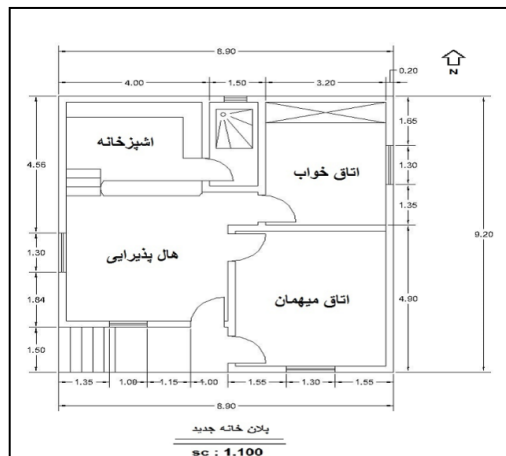 8.90
4.00 1.50 3.20 0.20
N
آشپزخانه
اتاق خواب
هال پذیرایی
اتاق میهمان
4.56
1.30
1.84
1.50
1.65
1.30
1.35
4.90
9.20
1.35 1.00 1.15 4.00 1.55 1.30 1.55
8.90
پلان خانه جدید
sc : 1.100